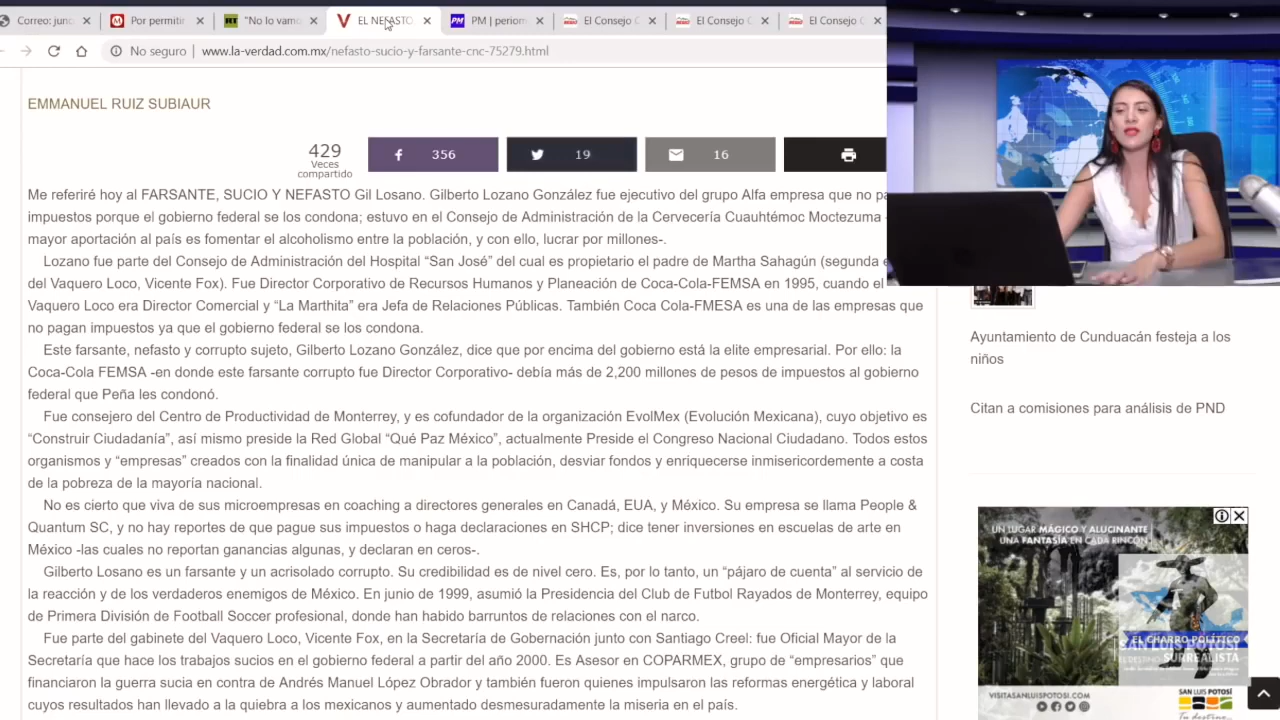 Correo: junt
Por permitir
"No lo vamo
EL NEFASTO
PM | period
El Consejo C
El Consejo C
El Consejo C
No seguro | www.la-verdad.com.mx/nefasto-sucio-y-farsante-cnc-75279.html
EMMANUEL RUIZ SUBIAUR
429
Veces
compartido
356
19
16
Me referiré hoy al FARSANTE, SUCIO Y NEFASTO Gil Losano. Gilberto Lozano González fue ejecutivo del grupo Alfa empresa que no pa
impuestos porque el gobierno federal se los condona; estuvo en el Consejo de Administración de la Cervecería Cuauhtémoc Moctezuma -
mayor aportación al país es fomentar el alcoholismo entre la población, y con ello, lucrar por millones-.
Lozano fue parte del Consejo de Administración del Hospital “San José” del cual es propietario el padre de Martha Sahagún (segunda e
del Vaquero Loco, Vicente Fox). Fue Director Corporativo de Recursos Humanos y Planeación de Coca-Cola-FEMSA en 1995, cuando el
Vaquero Loco era Director Comercial y
era Jefa de Relaciones Públicas. También Coca Cola-FMESA es una de las empresas que
no pagan impuestos ya que el gobierno federal se los condona.
Este farsante, nefasto y corrupto sujeto, Gilberto Lozano González, dice que por encima del gobierno está la elite empresarial. Por ello: la
Coca-Cola FEMSA -en donde este farsante corrupto fue Director Corporativo- debía más de 2,200 millones de pesos de impuestos al gobierno
federal que Peña les condonó.
Fue consejero del Centro de Productividad de Monterrey, y es cofundador de la organización EvolMex (Evolución Mexicana), cuyo objetivo es
“Construir Ciudadanía”, así mismo preside la Red Global “Qué Paz México”, actualmente Preside el Congreso Nacional Ciudadano. Todos estos
organismos y “empresas” creados con la finalidad única de manipular a la población, desviar fondos y enriquecerse inmisericordemente a costa
de la pobreza de la mayoría nacional.
No es cierto que viva de sus microempresas en coaching a directores generales en Canadá, EUA, y México. Su empresa se llama People &
Quantum SC, y no hay reportes de que pague sus impuestos o haga declaraciones en SHCP; dice tener inversiones en escuelas de arte en
México -las cuales no reportan ganancias algunas, y declaran en ceros-.
Gilberto Losano es un farsante y un acrisolado corrupto. Su credibilidad es de nivel cero. Es, por lo tanto, un “pájaro de cuenta” al servicio de
la reacción y de los verdaderos enemigos de México. En junio de 1999, asumió la Presidencia del Club de Futbol Rayados de Monterrey, equipo
de Primera División de Football Soccer profesional, donde han habido barruntos de relaciones con el narco.
Fue parte del gabinete del Vaquero Loco, Vicente Fox, en la Secretaría de Gobernación junto con Santiago Creel: fue Oficial Mayor de la
Secretaría que hace los trabajos sucios en el gobierno federal a partir del año 2000. Es Asesor en COPARMEX, grupo de “empresarios” que
financiaron la guerra sucia en contra de Andrés Manuel López Obrador y promovieron e impulsaron las reformas energética y laboral
cuyos resultados han llevado a la quiebra a México y aumentado considerablemente la miseria en el país.
Ayuntamiento de Cunduacán festeja a los
niños
Citan a comisiones para análisis de PND
UN LUGAR MÁGICO Y ALUCINANTE
UNA FANTASÍA EN CADA RINCÓN
EL CHARRO POLÍTICO
SAN LUIS POTOSÍ
EL DESTINO SURREALISTA
VISITASANLUISPOTOSI.COM
SAN LUIS POTOSÍ
Tu destino...